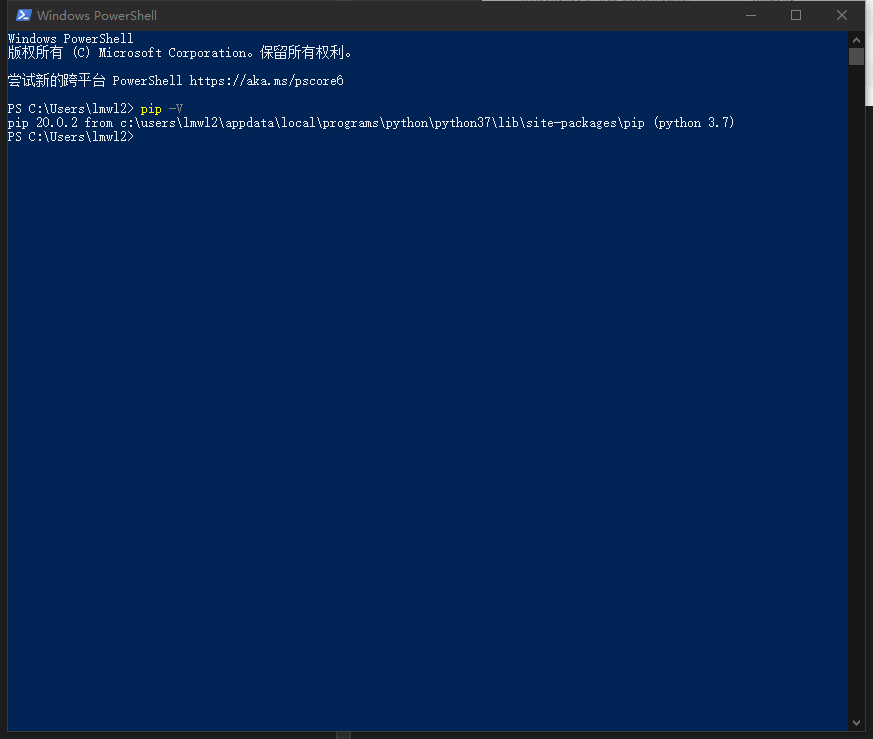 Windows PowerShell
Windows PowerShell
版权所有 (C) Microsoft Corporation。保留所有权利。
尝试新的跨平台 PowerShell https://aka.ms/pscore6
PS C:\Users\lmwl2> pip -V
pip 20.0.2 from c:\users\lmwl2\appdata\local\programs\python\python37\lib\site-packages\pip (python 3.7)
PS C:\Users\lmwl2>